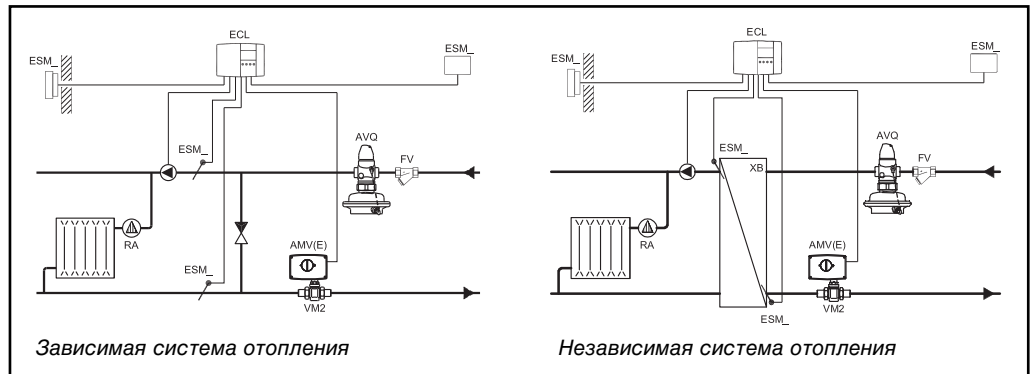 ECL
ESM_
ESM_
ESM_
AVQ
FV
RA
AMV(E)
ESM_
VM2
Зависимая система отопления
ECL
ESM_
ESM_
ESM_
XB
AVQ
FV
RA
AMV(E)
VM2
ESM_
Независимая система отопления